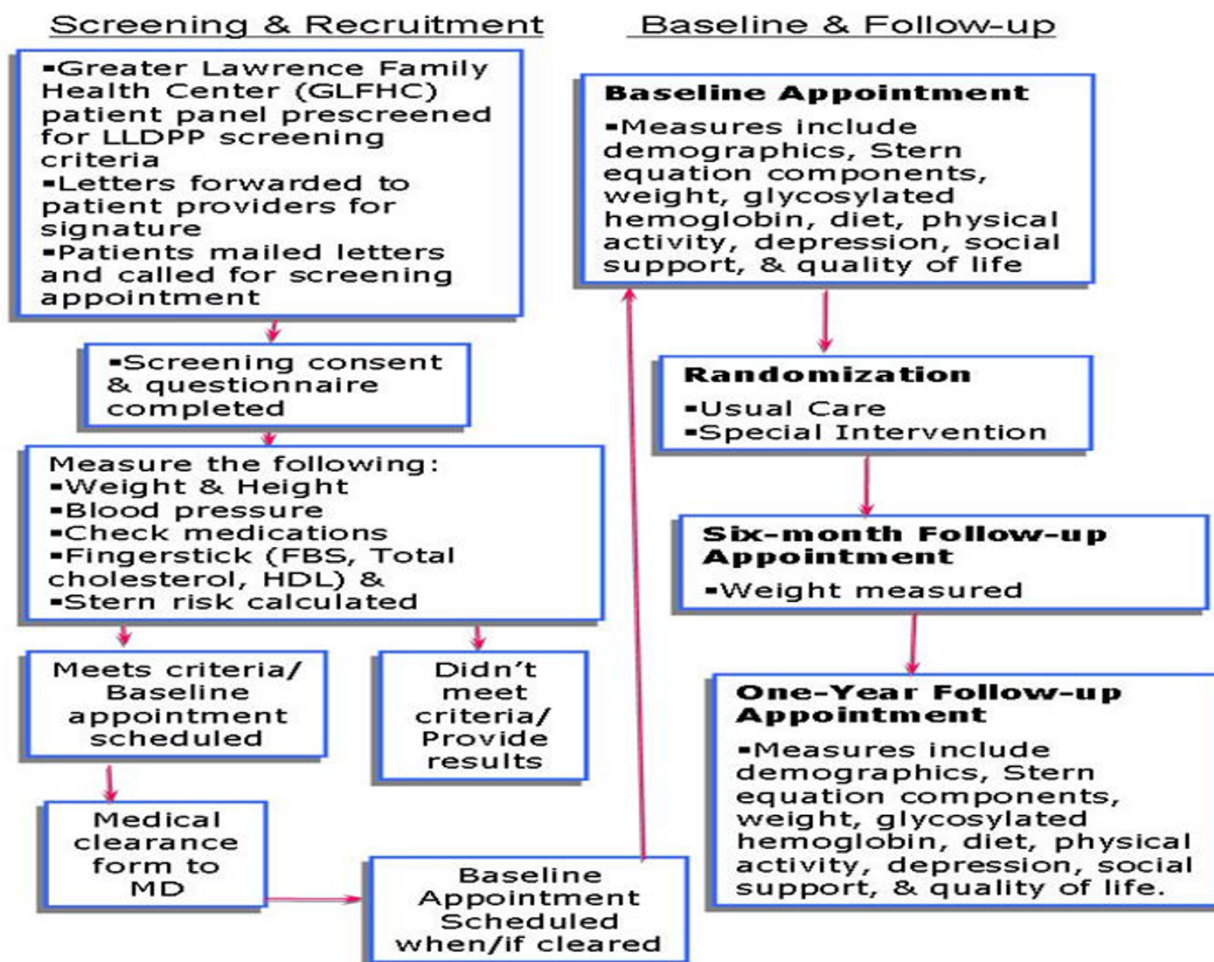 Screening & Recruitment
▪Greater Lawrence Family
Health Center (GLFHC)
patient panel prescreened
for LLDPP screening
criteria
▪Letters forwarded to
patient providers for
signature
▪Patients mailed letters
and called for screening
appointment
▪Screening consent
& questionnaire
completed
Measure the following:
▪Weight & Height
▪Blood pressure
▪Check medications
▪Fingerstick (FBS, Total
cholesterol, HDL) &
▪Stern risk calculated
Meets criteria/
Baseline
appointment
scheduled
Didn't
meet
criteria/
Provide
results
Medical
clearance
form to
MD
Baseline
Appointment
Scheduled
when/if cleared
Baseline & Follow-up
Baseline Appointment
▪Measures include
demographics, Stern
equation components,
weight, glycosylated
hemoglobin, diet, physical
activity, depression, social
support, & quality of life
Randomization
▪Usual Care
▪Special Intervention
Six-month Follow-up
Appointment
▪Weight measured
One-Year Follow-up
Appointment
▪Measures include
demographics, Stern
equation components,
weight, glycosylated
hemoglobin, diet, physical
activity, depression, social
support, & quality of life.